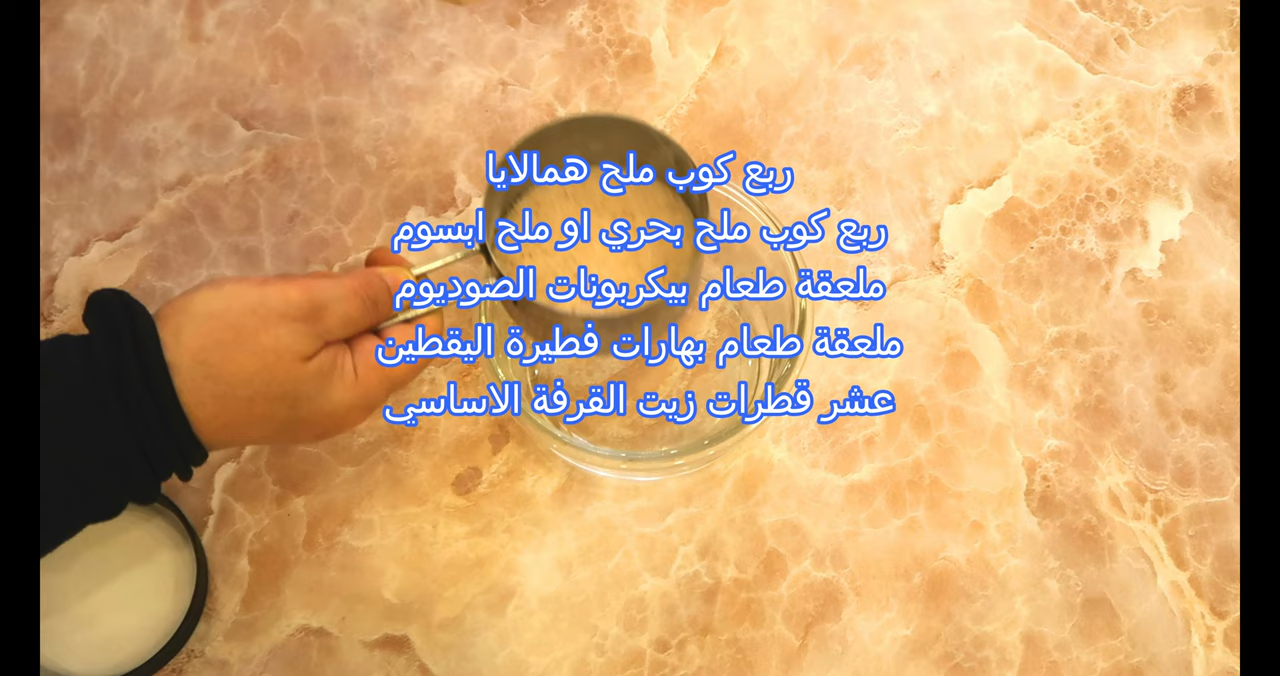 ربع كوب ملح همالايا
ربع كوب ملح بحري او ملح ابسوم
ملعقة طعام بيكربونات الصوديوم
ملعقة طعام بهارات فطيرة اليقطين
عشر قطرات زيت القرفة الاساسي